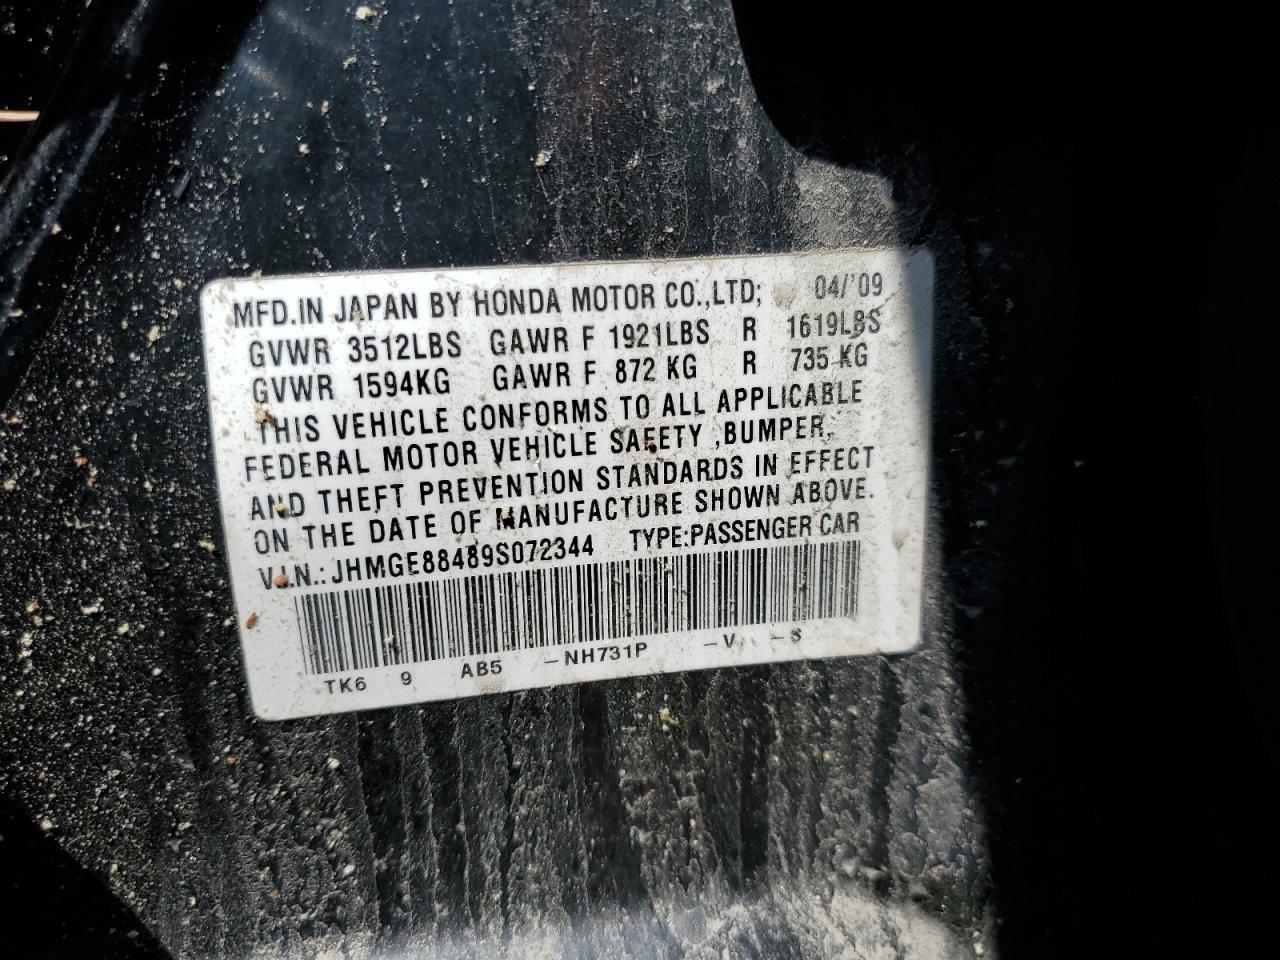 MFD.IN JAPAN BY HONDA MOTOR CO.,LTD; 04/'09
GVWR 3512LBS GAWR F 1921LBS R 1619LBS
GVWR 1594KG GAWR F 872 KG R 735 KG
THIS VEHICLE CONFORMS TO ALL APPLICABLE
FEDERAL MOTOR VEHICLE SAFETY ,BUMPER,
AND THEFT PREVENTION STANDARDS IN EFFECT
ON THE DATE OF MANUFACTURE SHOWN ABOVE.
V.I.N.: JHMGE88489S072344 TYPE:PASSENGER CAR
TK6 9 AB5 -NH731P -V -S